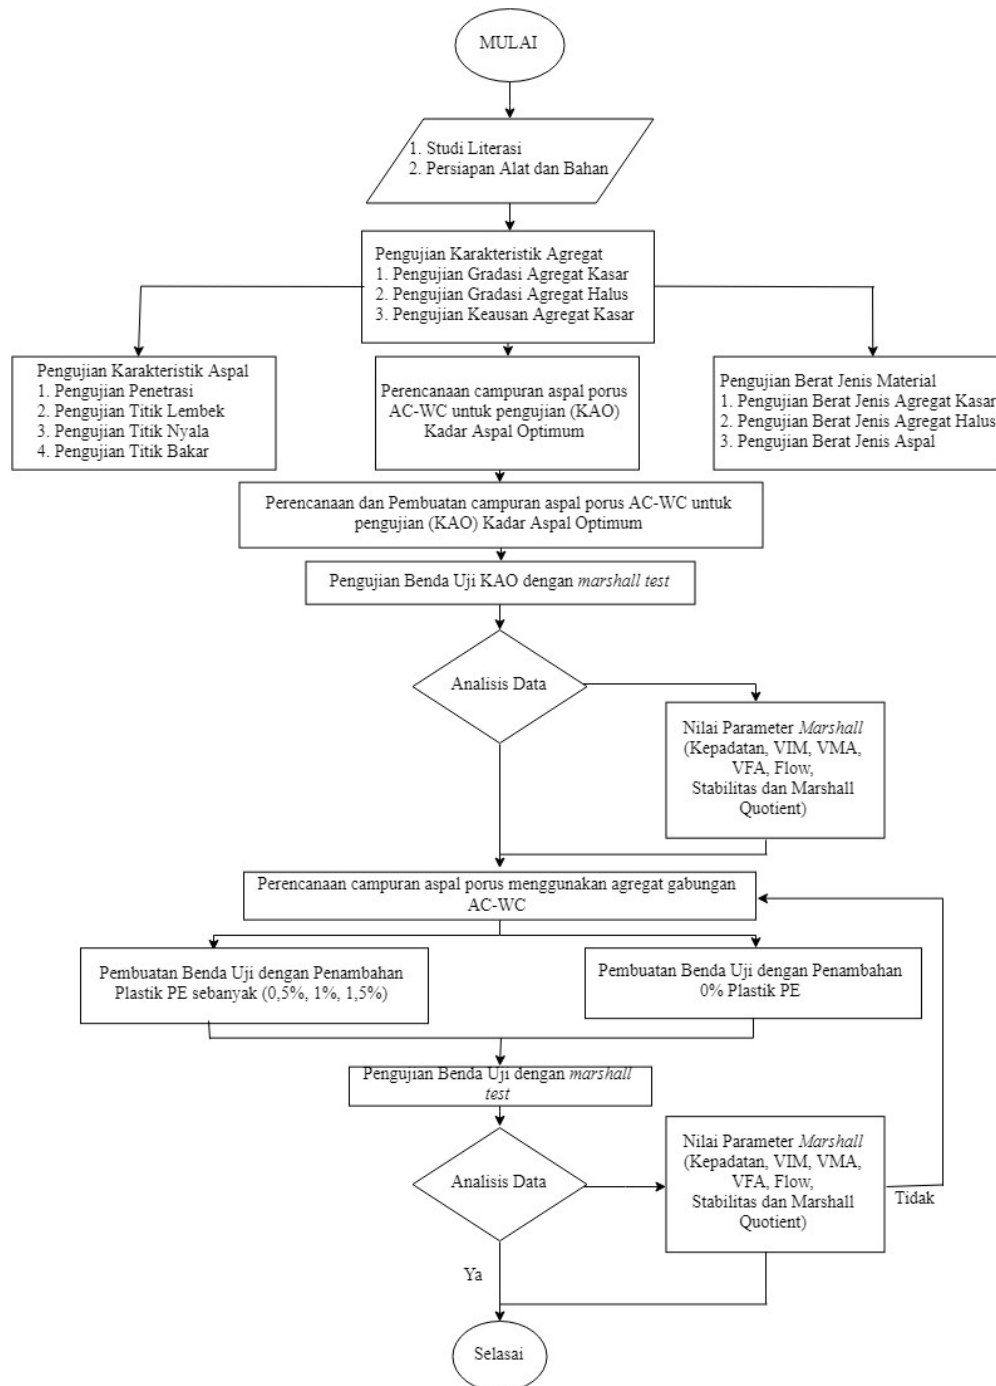 MULAI
1. Studi Literasi
2. Persiapan Alat dan Bahan
Pengujian Karakteristik Agregat
1. Pengujian Gradasi Agregat Kasar
2. Pengujian Gradasi Agregat Halus
3. Pengujian Keausan Agregat Kasar
Pengujian Karakteristik Aspal
1. Pengujian Penetrasi
2. Pengujian Titik Lembek
3. Pengujian Titik Nyala
4. Pengujian Titik Bakar
Perencanaan campuran aspal porus
AC-WC untuk pengujian (KAO)
Kadar Aspal Optimum
Pengujian Berat Jenis Material
1. Pengujian Berat Jenis Agregat Kasar
2. Pengujian Berat Jenis Agregat Halus
3. Pengujian Berat Jenis Aspal
Perencanaan dan Pembuatan campuran aspal porus AC-WC untuk
pengujian (KAO) Kadar Aspal Optimum
Pengujian Benda Uji KAO dengan marshall test
Analisis Data
Nilai Parameter Marshall
(Kepadatan, VIM, VMA,
VFA, Flow,
Stabilitas dan Marshall
Quotient)
Perencanaan campuran aspal porus menggunakan agregat gabungan
AC-WC
Pembuatan Benda Uji dengan Penambahan
Plastik PE sebanyak (0,5%, 1%, 1,5%)
Pembuatan Benda Uji dengan Penambahan
0% Plastik PE
Pengujian Benda Uji dengan marshall
test
Analisis Data
Nilai Parameter Marshall
(Kepadatan, VIM, VMA,
VFA, Flow,
Stabilitas dan Marshall
Quotient)
Tidak
Ya
Selasai